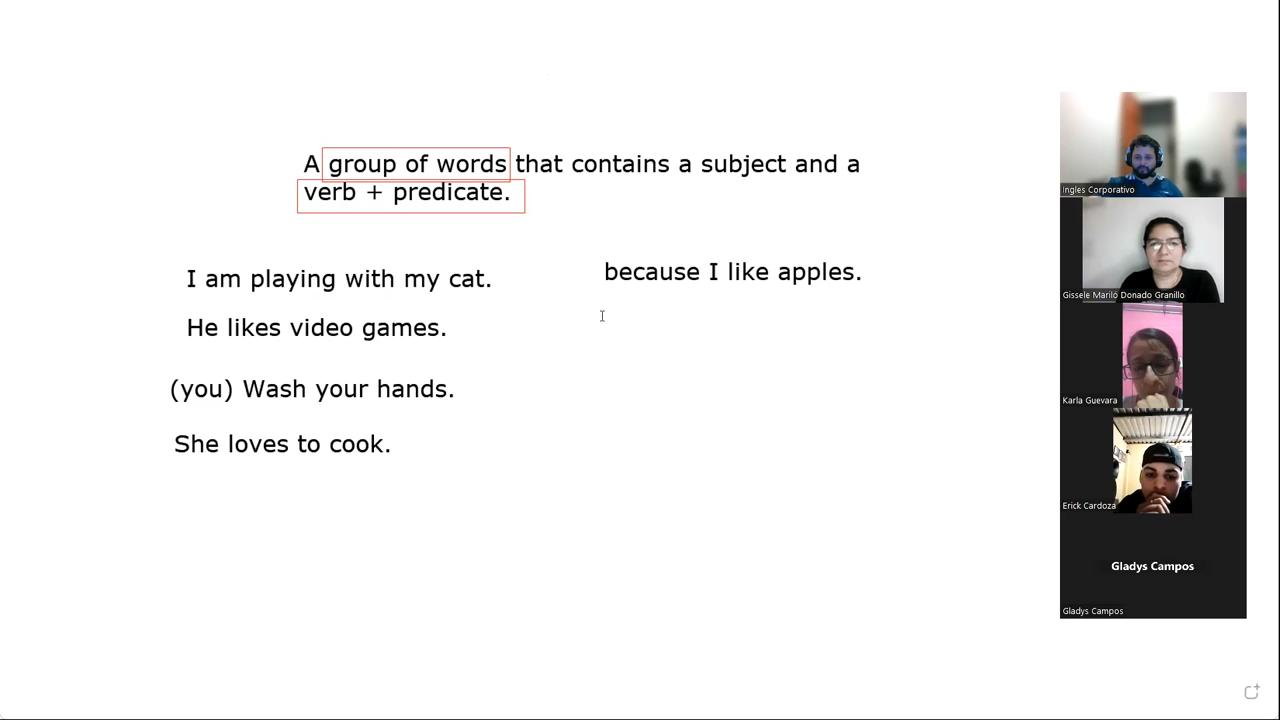 A group of words that contains a subject and a
verb + predicate.
I am playing with my cat.
because I like apples.
He likes video games.
(you) Wash your hands.
She loves to cook.
Ingles Corporativo
Gissele Mariló Donado Granillo
Karla Guevara
Erick Cardoza
Gladys Campos
Gladys Campos